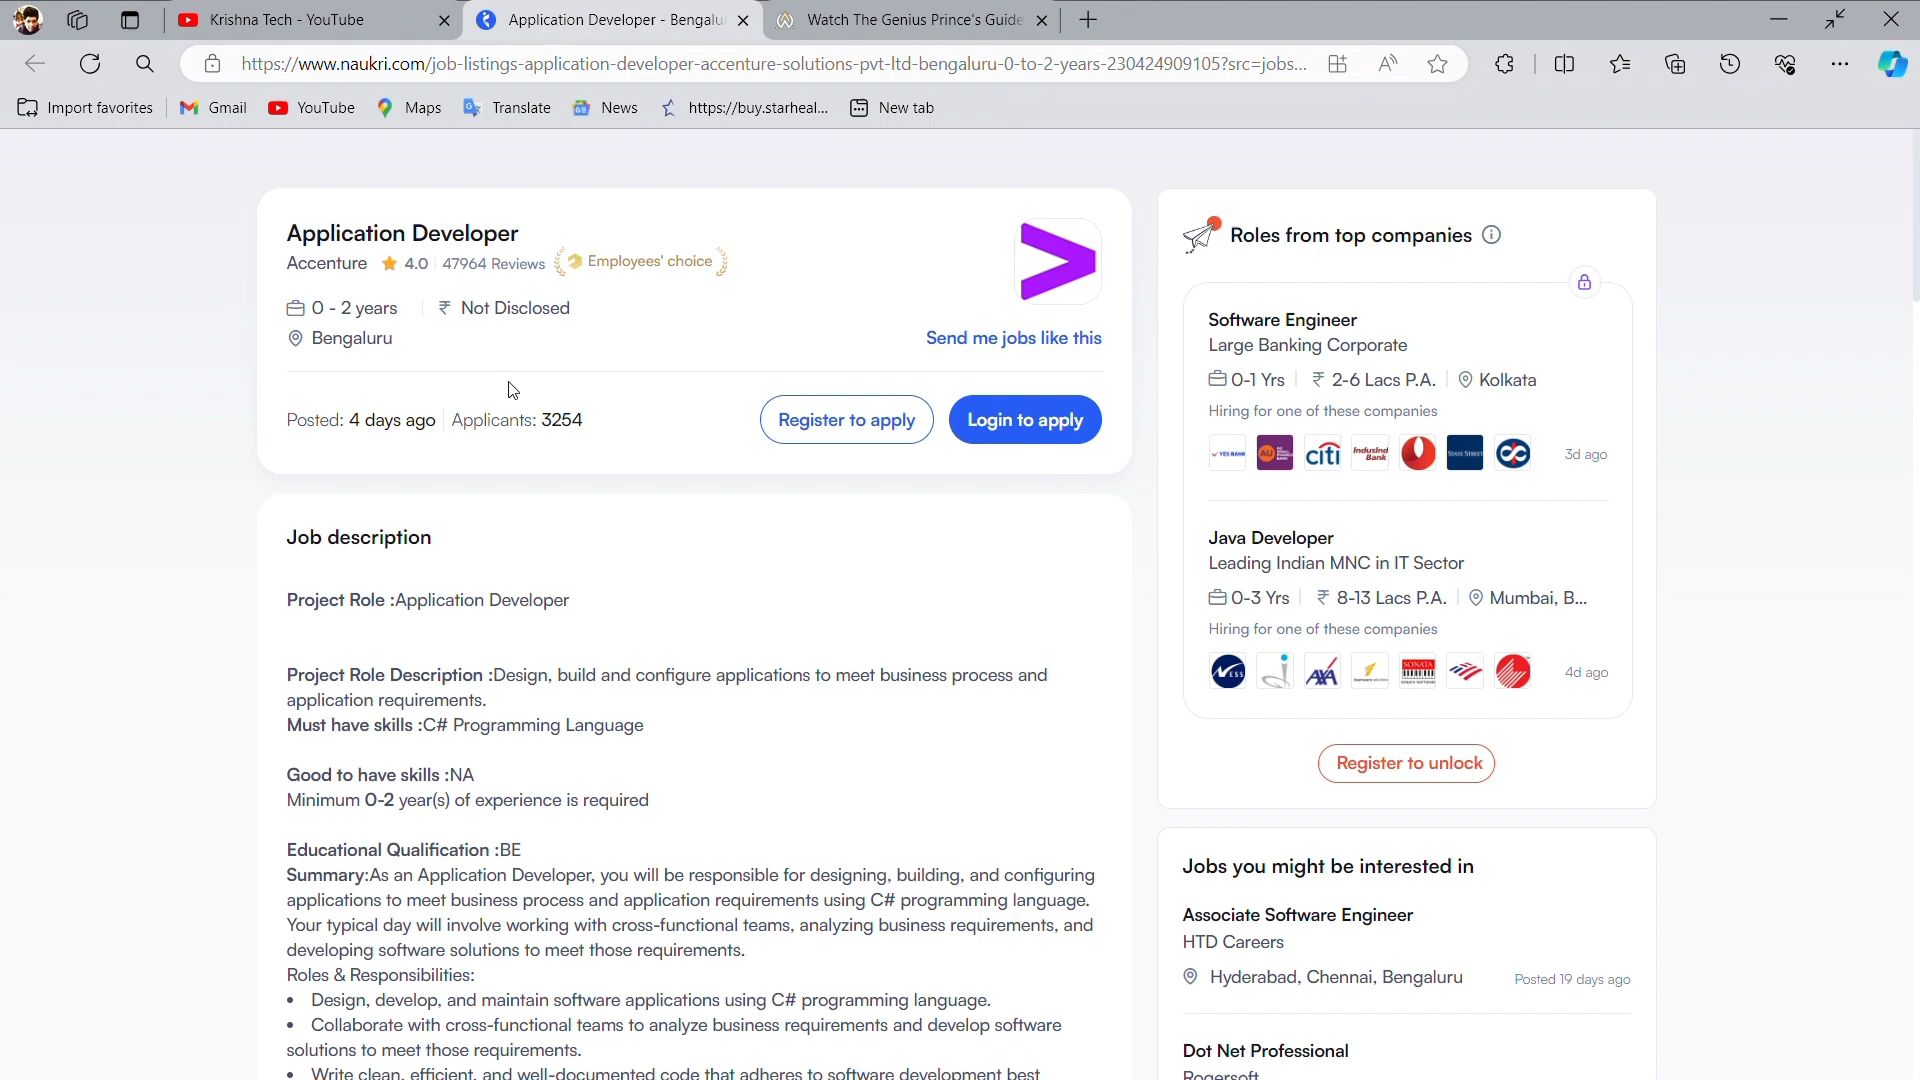 Krishna Tech - YouTube
Application Developer - Bengalu
Watch The Genius Prince's Guide
https://www.naukri.com/job-listings-application-developer-accenture-solutions-pvt-ltd-bengaluru-0-to-2-years-230424909105?src=jobs...
Import favorites
Gmail
YouTube
Maps
Translate
News
https://buy.starheal...
New tab
Application Developer
Accenture 4.0 47964 Reviews Employees' choice
0 - 2 years ₹ Not Disclosed
Bengaluru
Send me jobs like this
Posted: 4 days ago Applicants: 3254
Register to apply
Login to apply
Job description
Project Role :Application Developer
Project Role Description :Design, build and configure applications to meet business process and
application requirements.
Must have skills :C# Programming Language
Good to have skills :NA
Minimum 0-2 year(s) of experience is required
Educational Qualification :BE
Summary:As an Application Developer, you will be responsible for designing, building, and configuring
applications to meet business process and application requirements using C# programming language.
Your typical day will involve working with cross-functional teams, analyzing business requirements, and
developing software solutions to meet those requirements.
Roles & Responsibilities:
• Design, develop, and maintain software applications using C# programming language.
• Collaborate with cross-functional teams to analyze business requirements and develop software
solutions to meet those requirements.
• Write clean, efficient, and well-documented code that adheres to software development best
Roles from top companies
Software Engineer
Large Banking Corporate
0-1 Yrs ₹ 2-6 Lacs P.A. Kolkata
Hiring for one of these companies
YES BANK AU citi IndusInd Bank STATE STREET
3d ago
Java Developer
Leading Indian MNC in IT Sector
0-3 Yrs ₹ 8-13 Lacs P.A. Mumbai, B...
Hiring for one of these companies
NESS AXA SONATA
4d ago
Register to unlock
Jobs you might be interested in
Associate Software Engineer
HTD Careers
Hyderabad, Chennai, Bengaluru
Posted 19 days ago
Dot Net Professional
Rogersoft